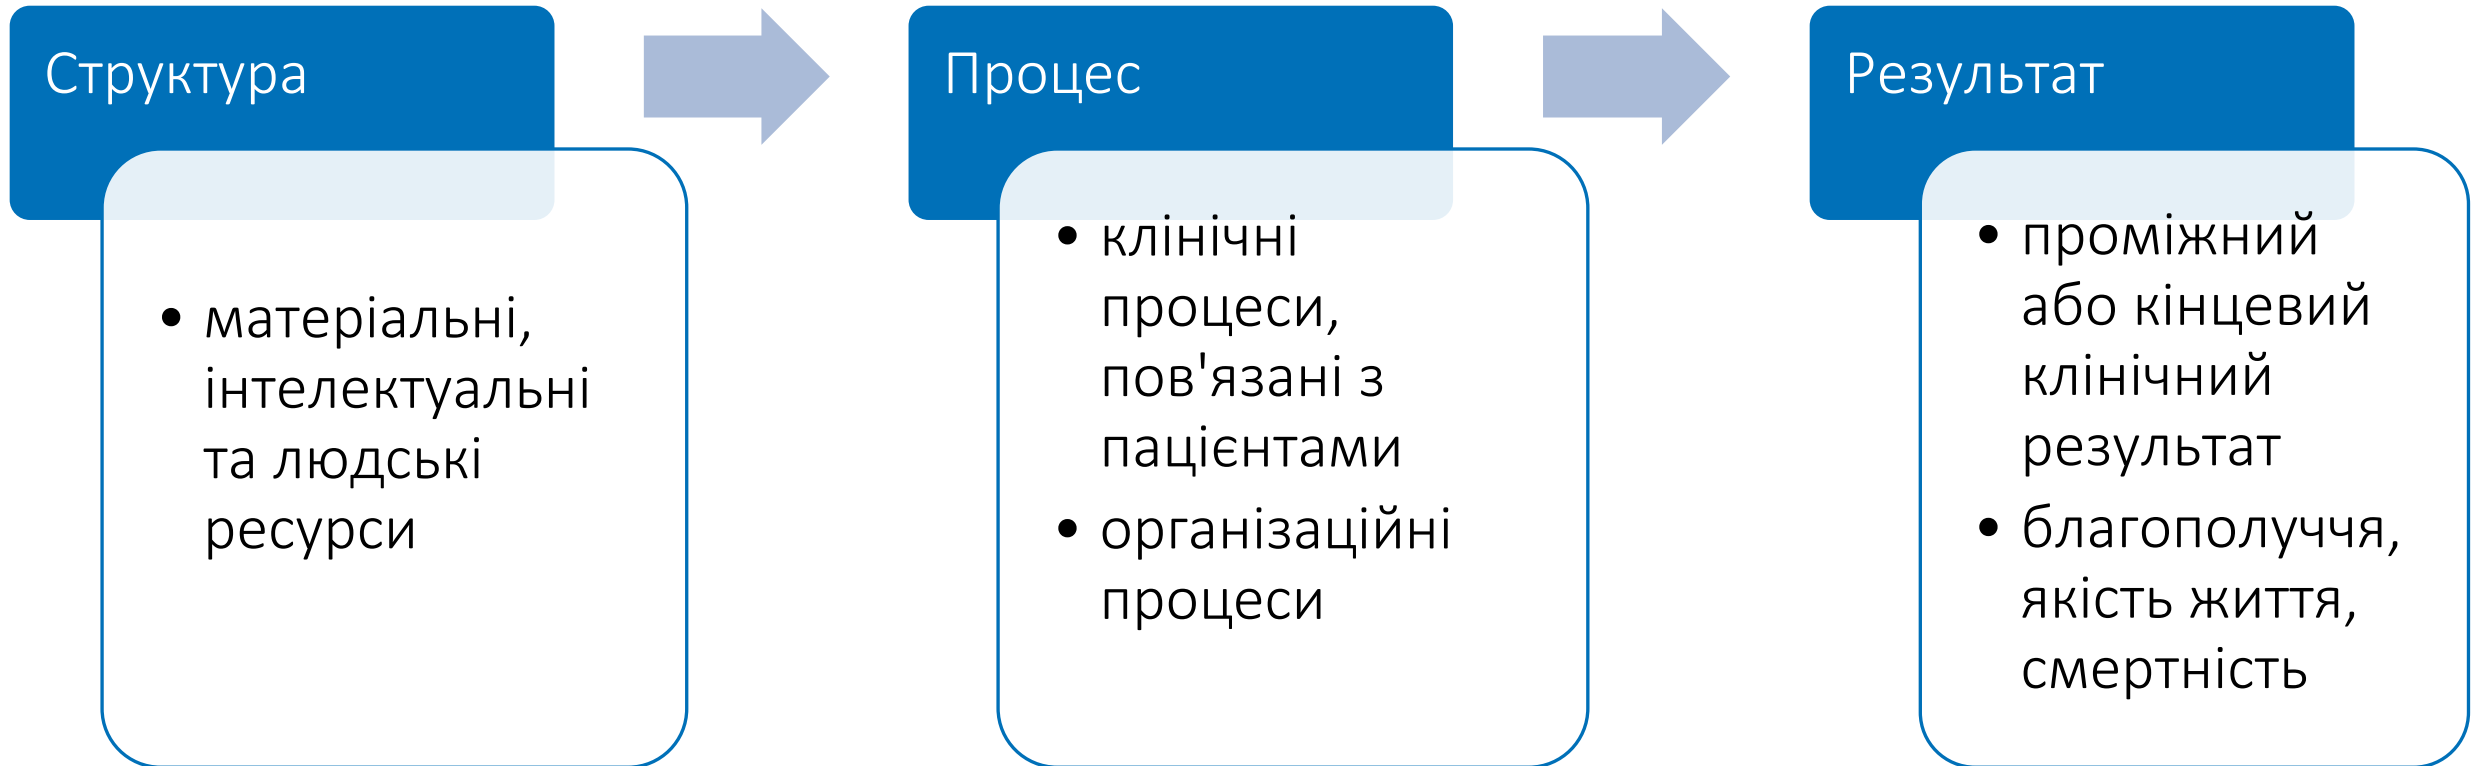 Структура
• матеріальні,
інтелектуальні
та людські
ресурси
Процес
• клінічні
процеси,
пов'язані з
пацієнтами
• організаційні
процеси
Результат
• проміжний
або кінцевий
клінічний
результат
• благополуччя,
якість життя,
смертність